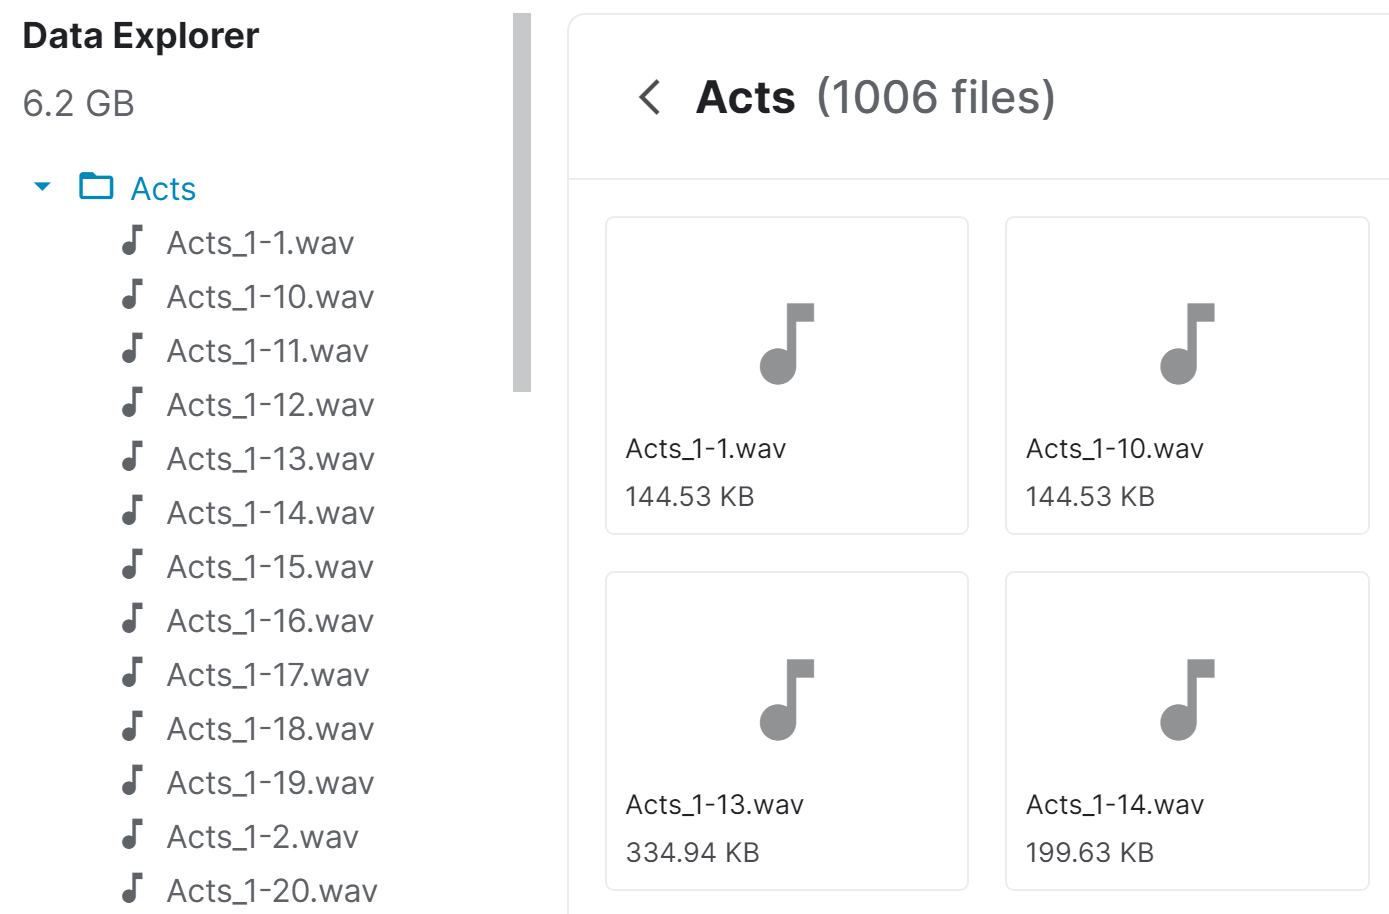 Data Explorer
6.2 GB
Acts
Acts_1-1.wav
Acts_1-10.wav
Acts_1-11.wav
Acts_1-12.wav
Acts_1-13.wav
Acts_1-14.wav
Acts_1-15.wav
Acts_1-16.wav
Acts_1-17.wav
Acts_1-18.wav
Acts_1-19.wav
Acts_1-2.wav
Acts_1-20.wav
Acts (1006 files)
Acts_1-1.wav
144.53 KB
Acts_1-10.wav
144.53 KB
Acts_1-13.wav
334.94 KB
Acts_1-14.wav
199.63 KB